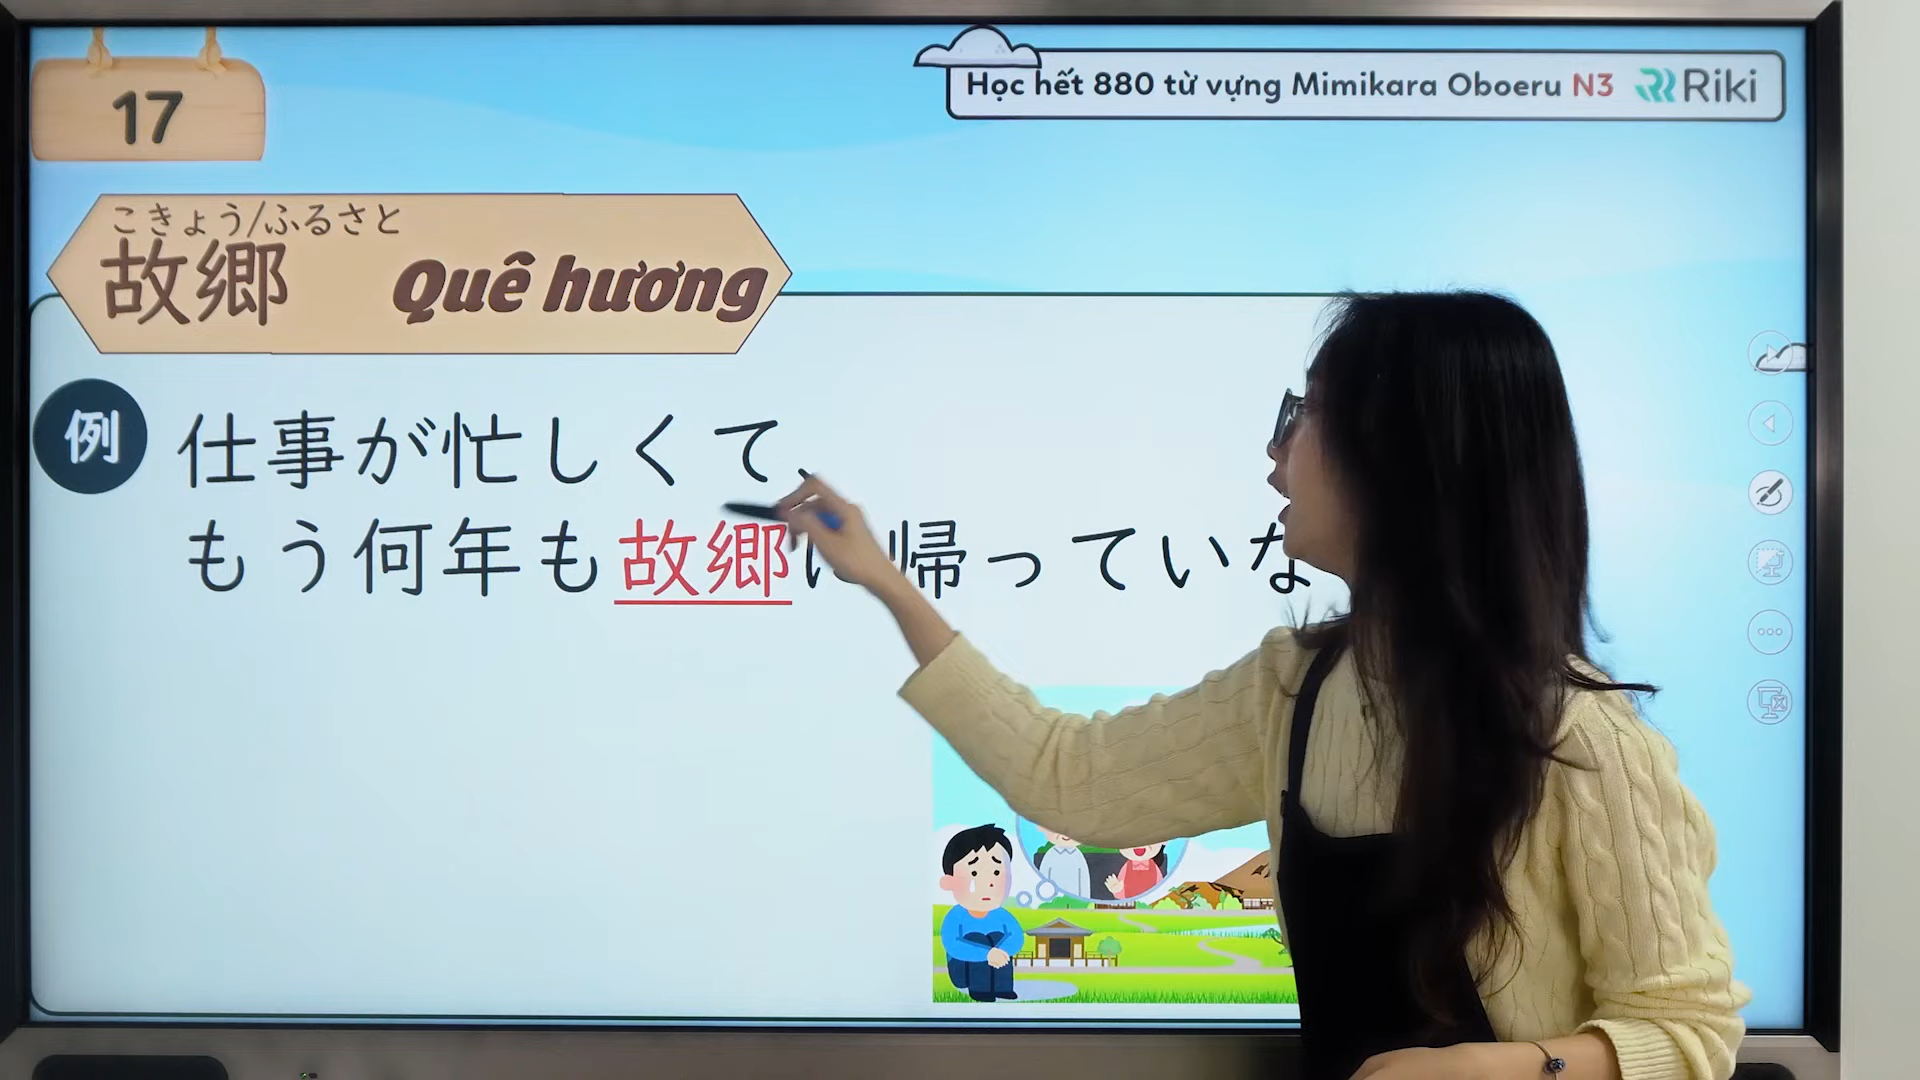 17
Học hết 880 từ vựng Mimikara Oboeru N3 Riki
こきょう/ふるさと
故郷 Quê hương
例 仕事が忙しくて、
もう何年も故郷に帰っていな